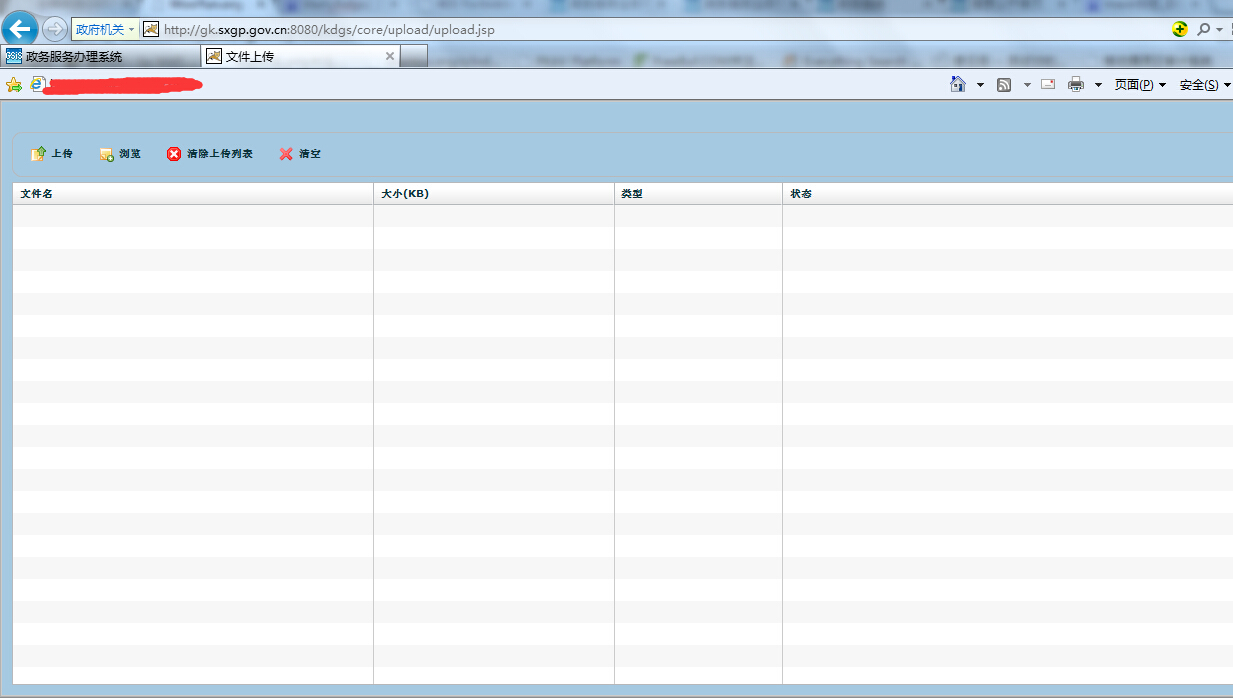 政府机关 http://gk.sxgp.gov.cn:8080/kdgs/core/upload/upload.jsp
GSIS 政务服务办理系统 文件上传
页面(P) 安全(S)
上传 浏览 清除上传列表 清空
文件名 大小(KB) 类型 状态